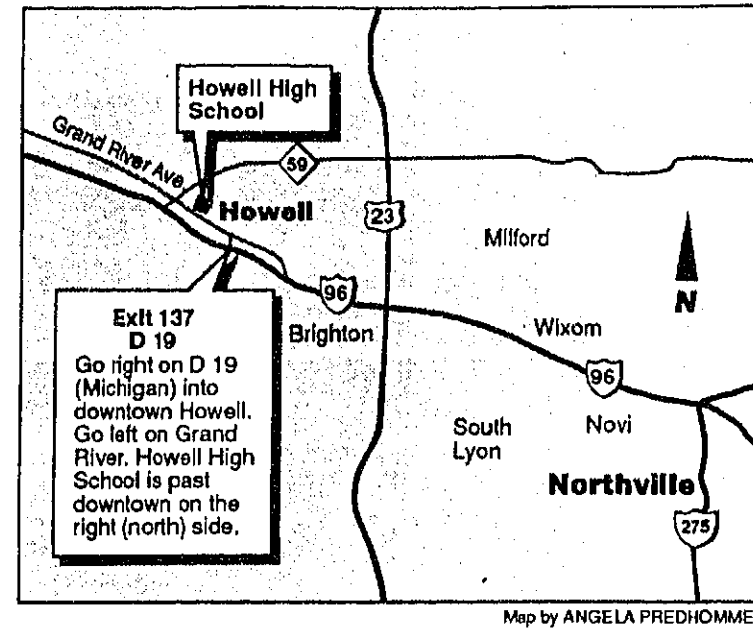 Howell High
School
Grand River Ave
59
Howell
23
Milford
N
96
Exit 137
D 19
Go right on D 19
(Michigan) into
downtown Howell.
Go left on Grand
River. Howell High
School is past
downtown on the
right (north) side.
Brighton
Wixom
96
South
Lyon
Novi
Northville
275
Map by ANGELA PREDHOMME